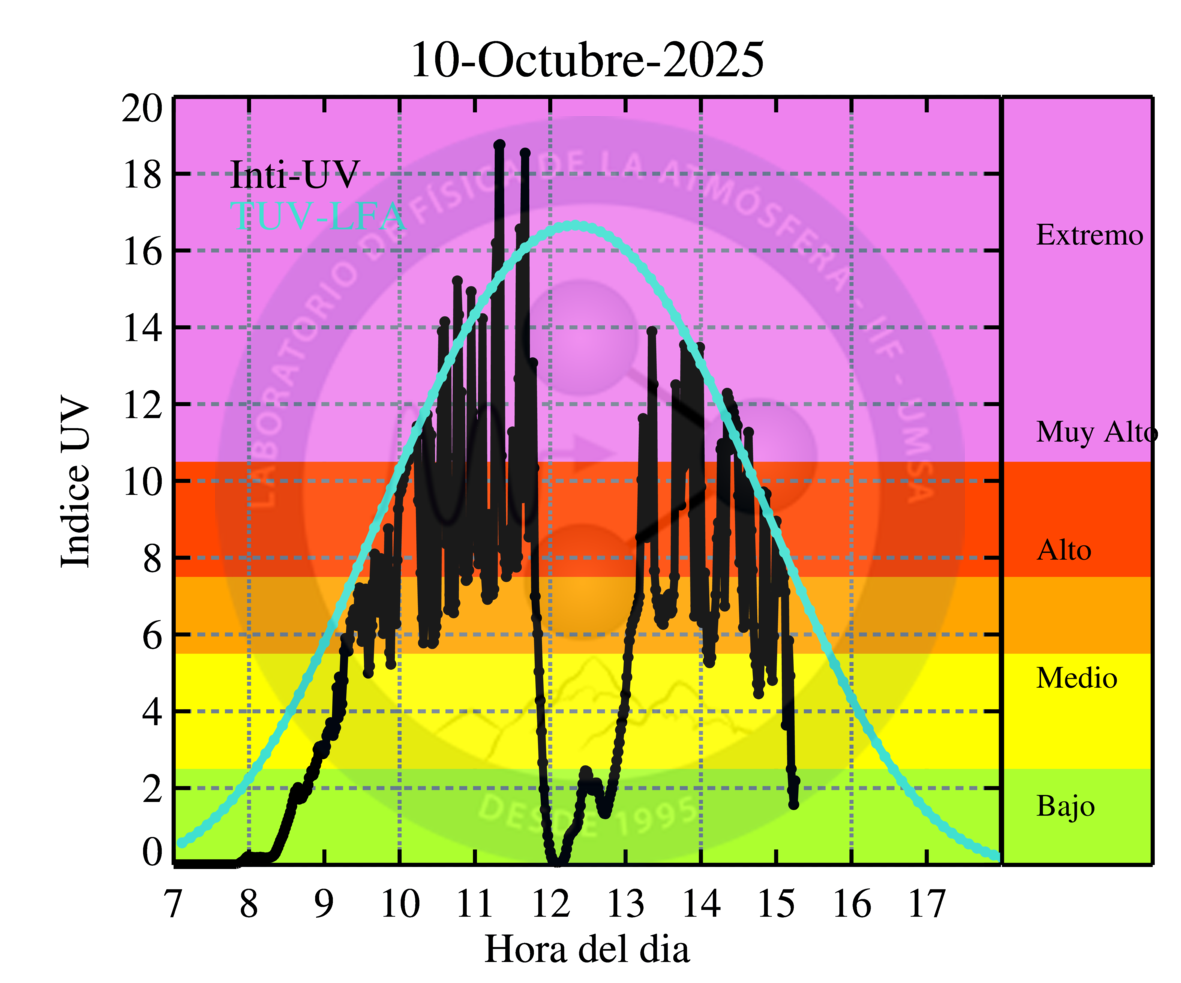 10-Octubre-2025
Inti-UV
TUV-LFA
LABORATORIO DE FÍSICA DE LA ATMÓSFERA - IIF - UMSA
DESDE 1995
Indice UV
20
18
16
14
12
10
8
6
4
2
0
Extremo
Muy Alto
Alto
Medio
Bajo
7 8 9 10 11 12 13 14 15 16 17
Hora del dia